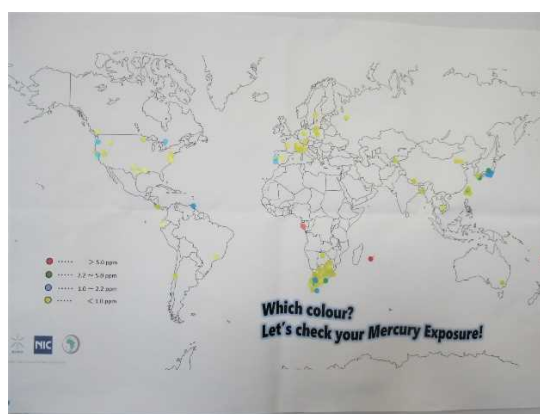 > 5.0 ppm
2.2 ~ 5.0 ppm
1.0 ~ 2.2 ppm
< 1.0 ppm
Which colour?
Let's check your Mercury Exposure!
NIC